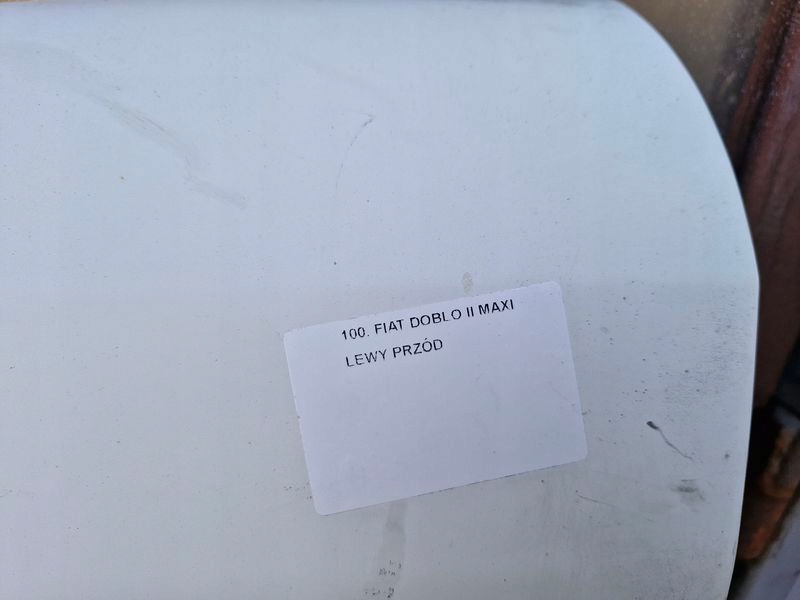 100. FIAT DOBLO II MAXI
LEWY PRZÓD